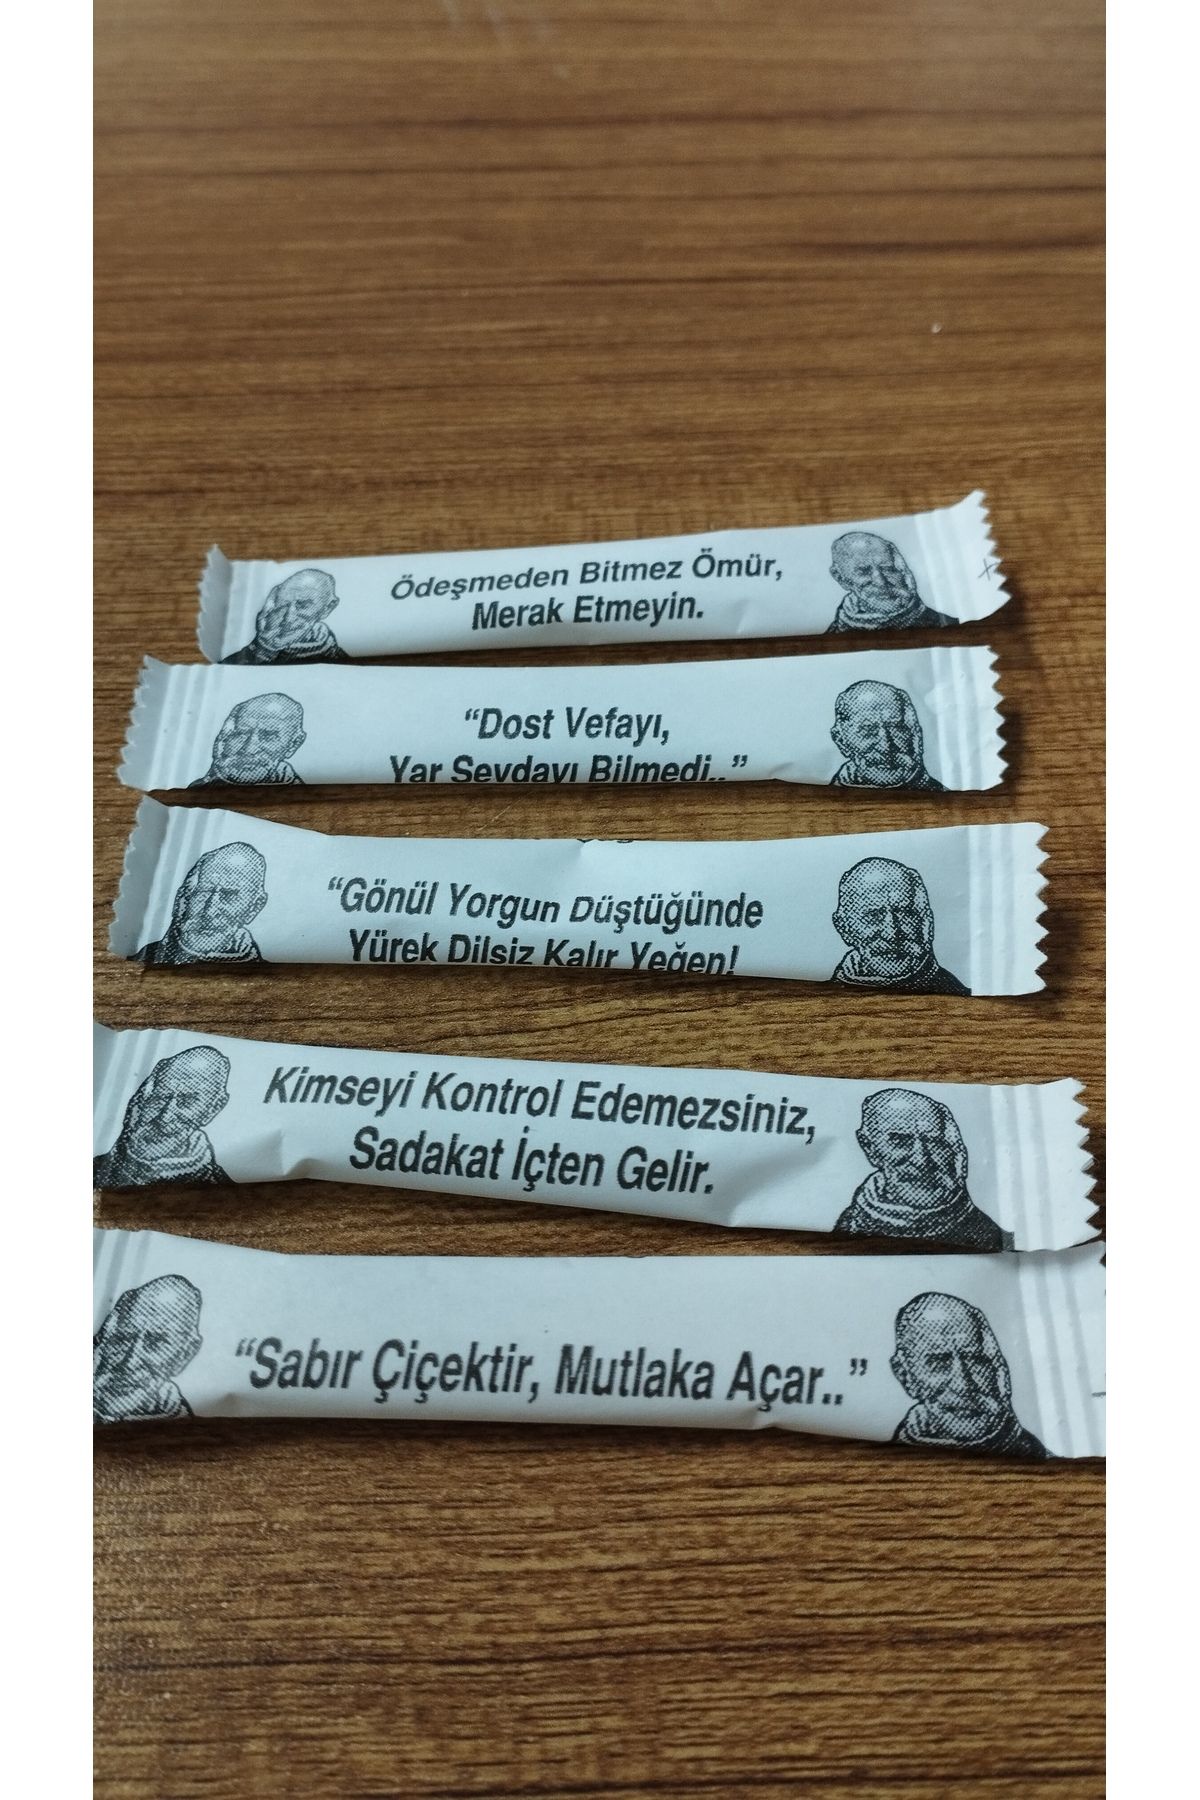 Ödeşmeden Bitmez Ömür,
Merak Etmeyin.
“Dost Vefayı,
Yar Sevdayı Bilmedi..”
“Gönül Yorgun Düştüğünde
Yürek Dilsiz Kalır Yeğen!
Kimseyi Kontrol Edemezsiniz,
Sadakat İçten Gelir.
“Sabır Çiçektir, Mutlaka Açar..”